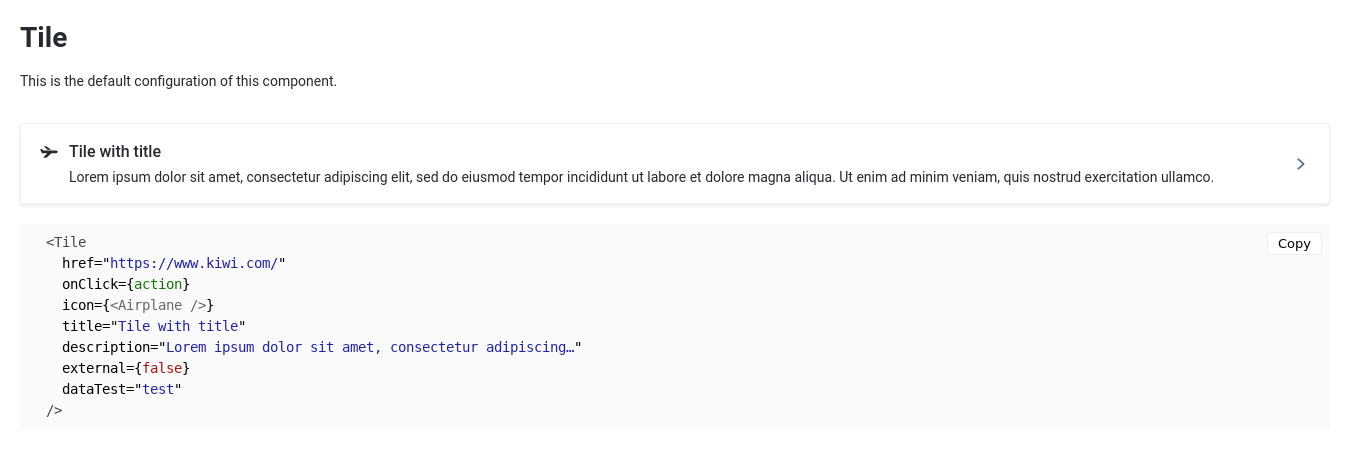 Tile
This is the default configuration of this component.
Tile with title
Lorem ipsum dolor sit amet, consectetur adipiscing elit, sed do eiusmod tempor incididunt ut labore et dolore magna aliqua. Ut enim ad minim veniam, quis nostrud exercitation ullamco.
Copy
<Tile
  href="https://www.kiwi.com/"
  onClick={action}
  icon={<Airplane />}
  title="Tile with title"
  description="Lorem ipsum dolor sit amet, consectetur adipiscing…"
  external={false}
  dataTest="test"
/>